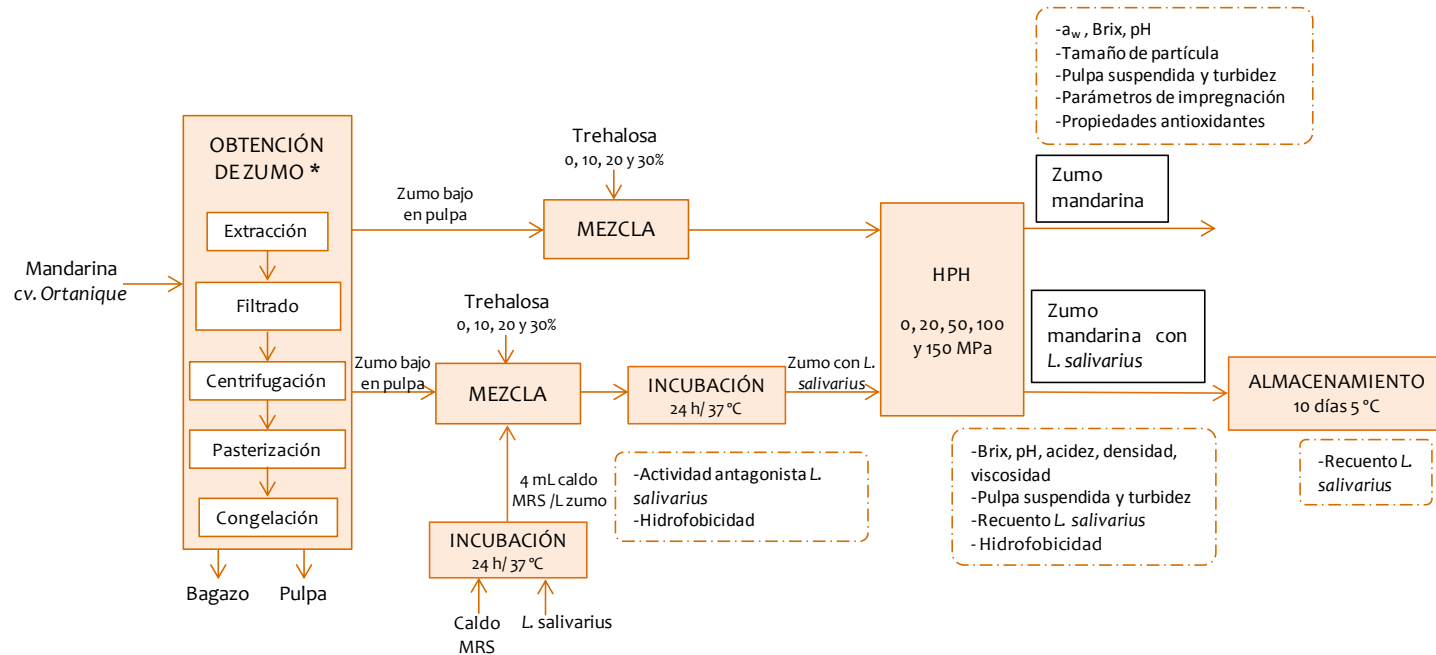 Mandarina
cv. Ortanique
OBTENCIÓN
DE ZUMO *
Extracción
Filtrado
Centrifugación
Pasterización
Congelación
Bagazo
Pulpa
Zumo bajo
en pulpa
Trehalosa
0, 10, 20 y 30%
MEZCLA
Zumo bajo
en pulpa
Trehalosa
0, 10, 20 y 30%
MEZCLA
4 mL caldo
MRS /L zumo
INCUBACIÓN
24 h/ 37 ºC
Caldo
MRS
L. salivarius
INCUBACIÓN
24 h/ 37 ºC
-Actividad antagonista L.
salivarius
-Hidrofobicidad
Zumo con L.
salivarius
HPH
0, 20, 50, 100
y 150 MPa
-aw , Brix, pH
-Tamaño de partícula
-Pulpa suspendida y turbidez
-Parámetros de impregnación
-Propiedades antioxidantes
Zumo
mandarina
Zumo
mandarina con
L. salivarius
-Brix, pH, acidez, densidad,
viscosidad
-Pulpa suspendida y turbidez
-Recuento L. salivarius
- Hidrofobicidad
ALMACENAMIENTO
10 días 5 ºC
-Recuento L.
salivarius